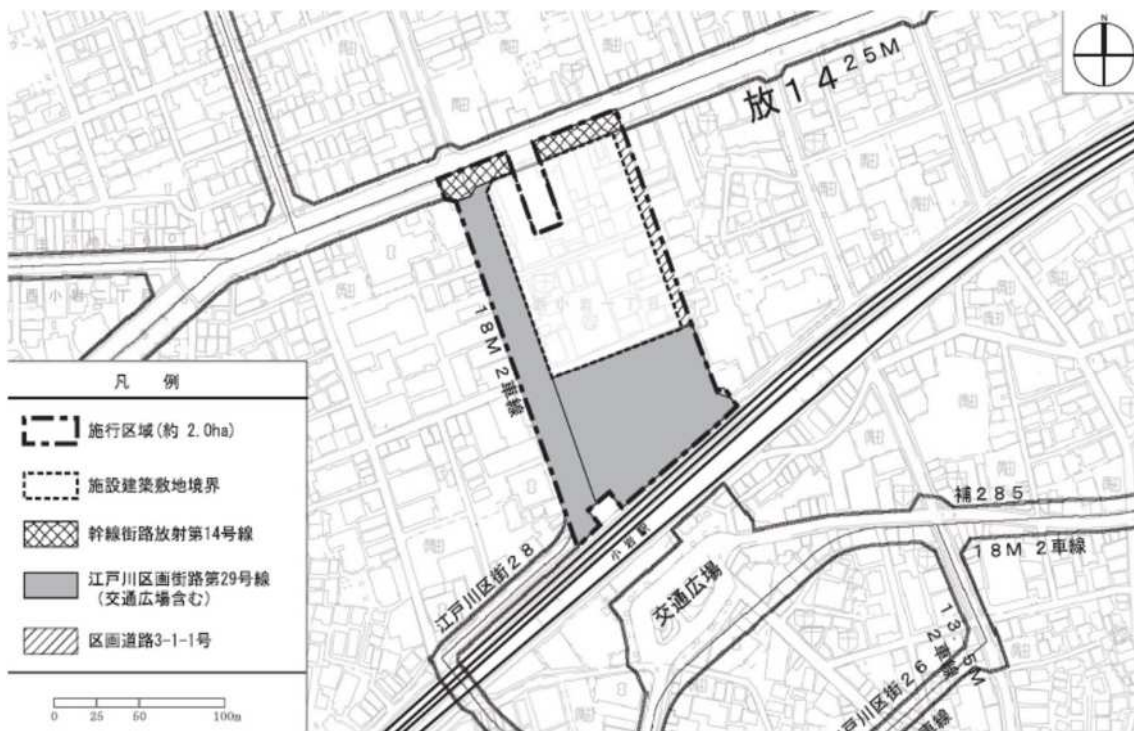 N
放14 25M
18M 2車線
西小岩一丁目
江戸川区街28
小岩駅
交通広場
補285
18M 2車線
13.5M
2車線
戸川区街26
車線
凡 例
施行区域(約 2.0ha)
施設建築敷地境界
幹線街路放射第14号線
江戸川区画街路第29号線
(交通広場含む)
区画道路3-1-1号
0 25 50 100m